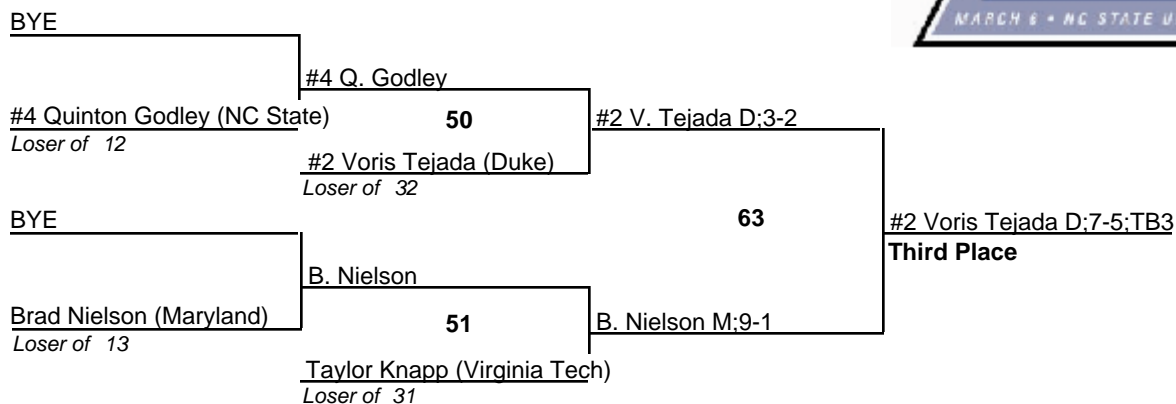 MARCH 6 • NC STATE
BYE
#4 Q. Godley
#4 Quinton Godley (NC State)
Loser of 12
50
#2 V. Tejada D;3-2
#2 Voris Tejada (Duke)
Loser of 32
BYE
63
#2 Voris Tejada D;7-5;TB3
Third Place
B. Nielson
Brad Nielson (Maryland)
Loser of 13
51
B. Nielson M;9-1
Taylor Knapp (Virginia Tech)
Loser of 31